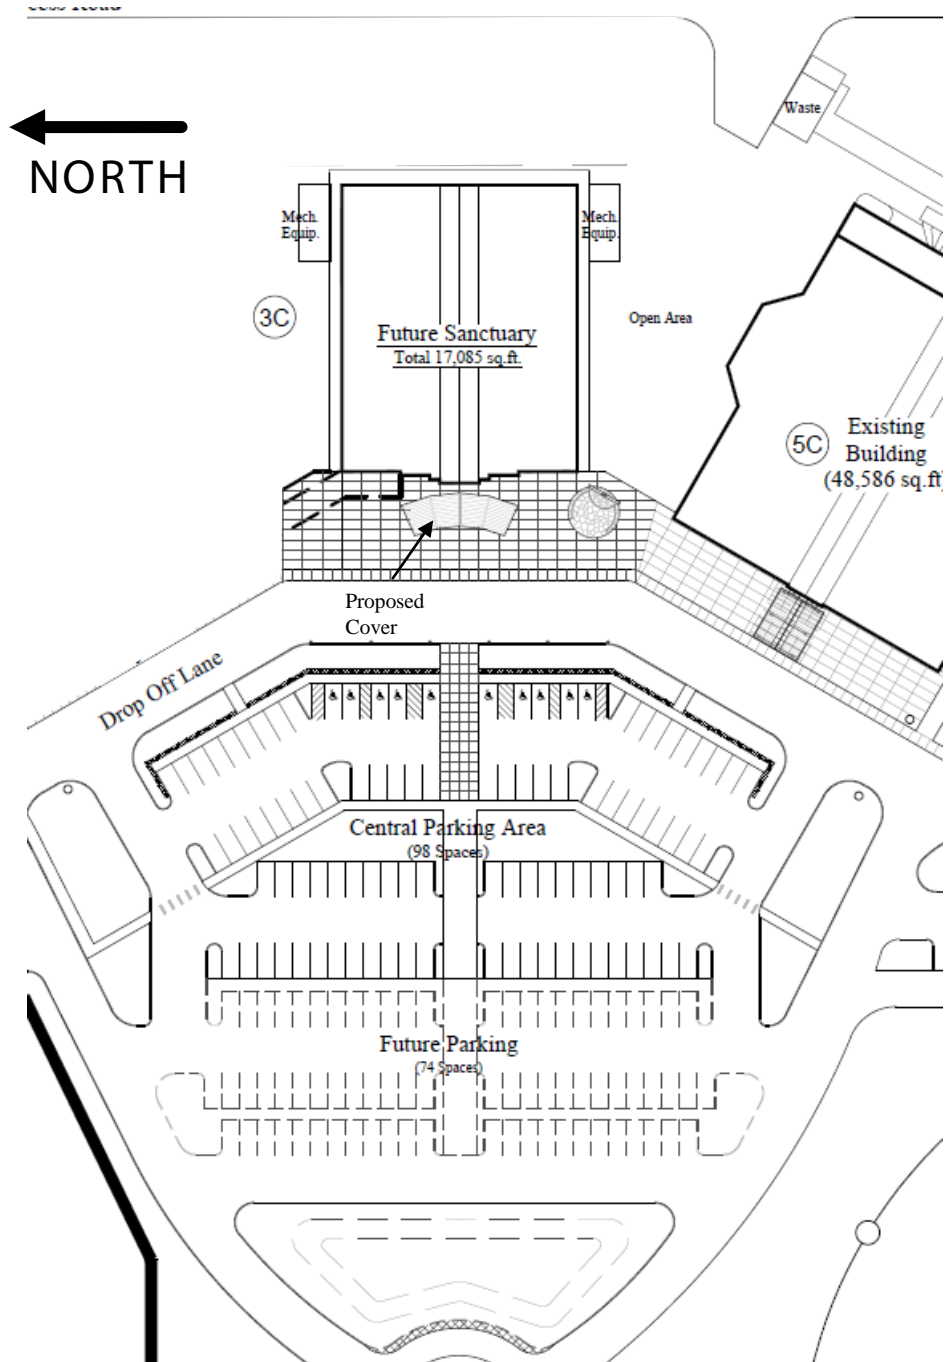 Waste
NORTH
Mech.
Equip.
Mech.
Equip.
3C
Open Area
Future Sanctuary
Total 17,085 sq.ft.
5C
Existing
Building
(48,586 sq.ft
Proposed
Cover
Drop Off Lane
Central Parking Area
(98 Spaces)
Future Parking
(74 Spaces)